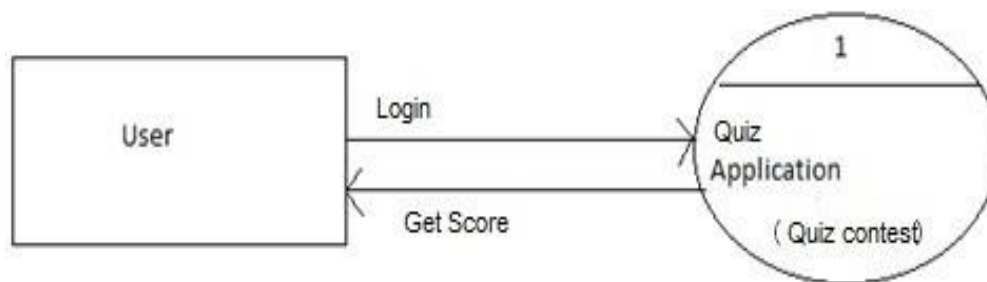 1
User
Login
Quiz
Application
Get Score
( Quiz contest)